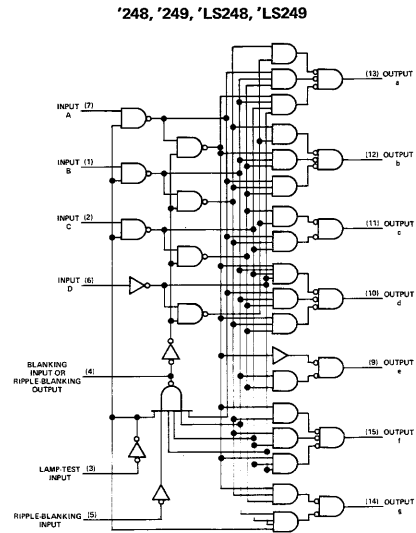 '248, '249, 'LS248, 'LS249
(13) OUTPUT
a
INPUT (7)
A
(12) OUTPUT
b
INPUT (1)
B
INPUT (2)
C
(11) OUTPUT
c
INPUT (6)
D
(10) OUTPUT
d
BLANKING
INPUT OR (4)
RIPPLE-BLANKING
OUTPUT
(9) OUTPUT
e
(15) OUTPUT
f
LAMP-TEST (3)
INPUT
(14) OUTPUT
g
RIPPLE-BLANKING (5)
INPUT